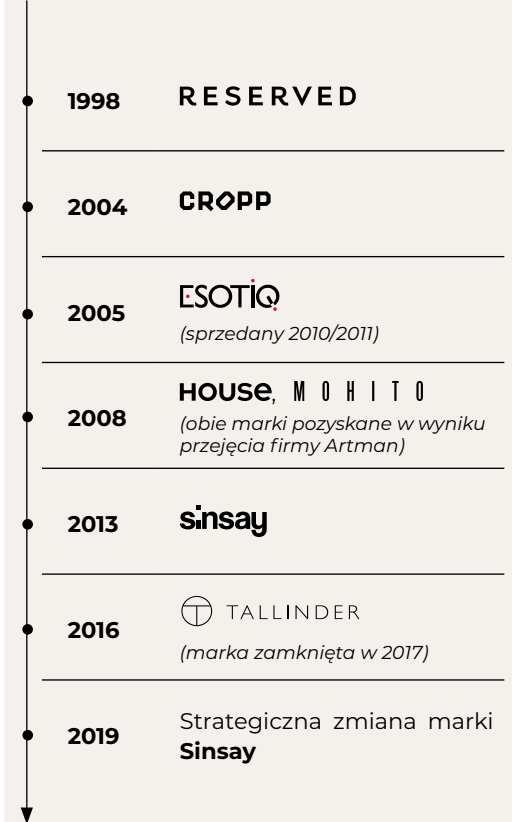 1998 RESERVED
2004 CROPP
2005 ESOTIQ
(sprzedany 2010/2011)
2008 HOUSE, MOHITO
(obie marki pozyskane w wyniku
przejęcia firmy Artman)
2013 sinsay
2016 TALLINDER
(marka zamknięta w 2017)
2019 Strategiczna zmiana marki
Sinsay